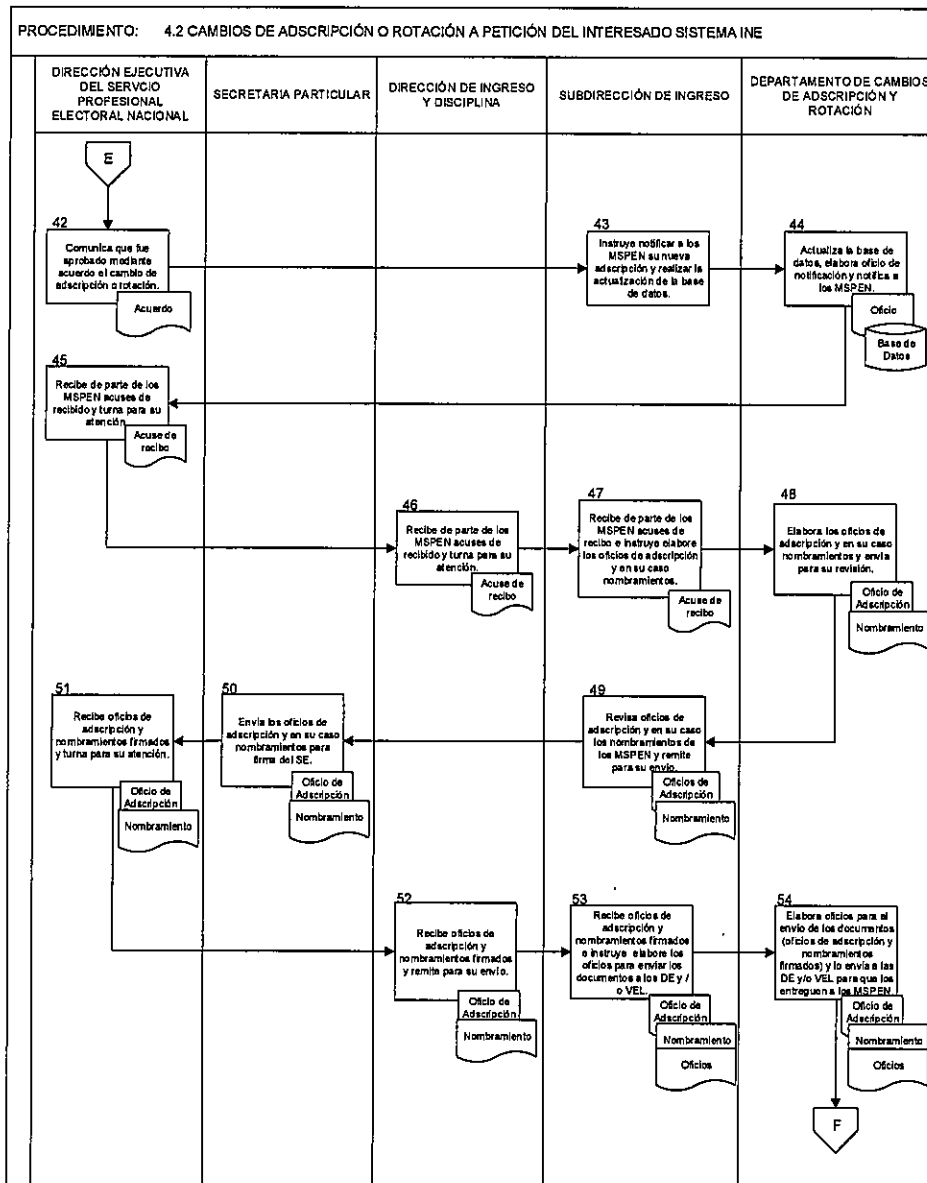 PROCEDIMIENTO: 4.2 CAMBIOS DE ADSCRIPCIÓN O ROTACIÓN A PETICIÓN DEL INTERESADO SISTEMA INE
DIRECCIÓN EJECUTIVA
DEL SERVCIO
PROFESIONAL
ELECTORAL NACIONAL
SECRETARIA PARTICULAR
DIRECCIÓN DE INGRESO
Y DISCIPLINA
SUBDIRECCIÓN DE INGRESO
DEPARTAMENTO DE CAMBIOS
DE ADSCRIPCIÓN Y
ROTACIÓN
E
42
Comunica que fue
aprobado mediante
acuerdo el cambio de
adscripción o rotación.
Acuerdo
43
Instruye notificar a los
MSPEN su nueva
adscripción y realizar la
actualización de la base
de datos.
44
Actualiza la base de
datos, elabora oficio de
notificación y notifica a
los MSPEN.
Oficio
Base de
Datos
45
Recibe de parte de los
MSPEN acuses de
recibido y turna para su
atención.
Acuse de
recibo
46
Recibe de parte de los
MSPEN acuses de
recibido y turna para su
atención.
Acuse de
recibo
47
Recibe de parte de los
MSPEN acuses de
recibo e instruye elabore
los oficios de adscripción
y en su caso
nombramientos.
Acuse de
recibo
48
Elabora los oficios de
adscripción y en su caso
nombramientos y envía
para su revisión.
Oficio de
Adscripción
Nombramiento
51
Recibe oficios de
adscripción y
nombramientos firmados
y turna para su atención.
Oficio de
Adscripción
Nombramiento
50
Envía los oficios de
adscripción y en su caso
nombramientos para
firma del SE.
Oficio de
Adscripción
Nombramiento
49
Revisa oficios de
adscripción y en su caso
los nombramientos de
los MSPEN y remite
para su envío.
Oficios de
Adscripción
Nombramiento
52
Recibe oficios de
adscripción y
nombramientos firmados
y remite para su envío.
Oficio de
Adscripción
Nombramiento
53
Recibe oficios de
adscripción y
nombramientos firmados
e instruye elabore los
oficios para enviar los
documentos a los DE y /
o VEL.
Oficio de
Adscripción
Nombramiento
Oficios
54
Elabora oficios para el
envío de los documentos
(oficios de adscripción y
nombramientos
firmados) y lo envía a las
DE y/o VEL para que los
entreguen a los MSPEN.
Oficio de
Adscripción
Nombramiento
Oficios
F